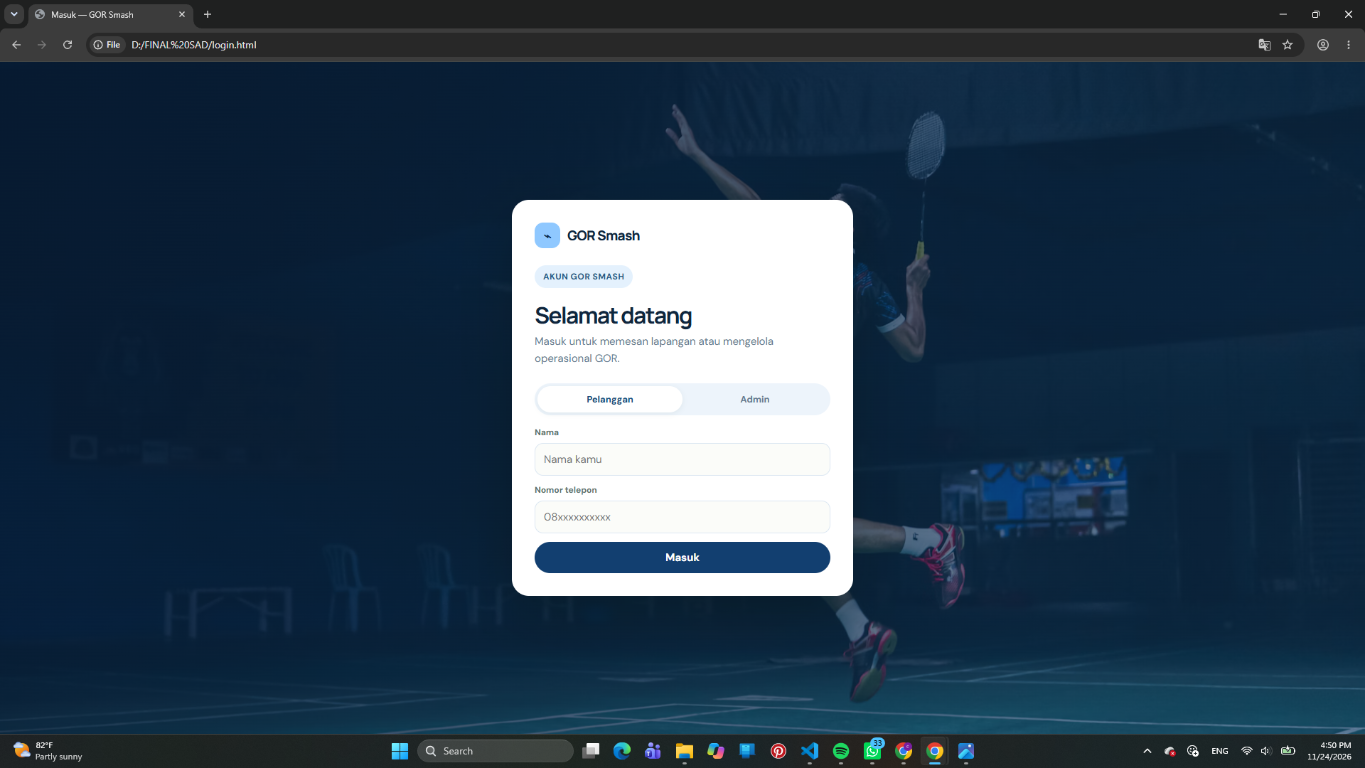 Masuk — GOR Smash
File
D:/FINAL%20SAD/login.html
GOR Smash
AKUN GOR SMASH
Selamat datang
Masuk untuk memesan lapangan atau mengelola
operasional GOR.
Pelanggan
Admin
Nama
Nama kamu
Nomor telepon
08xxxxxxxxxx
Masuk
82°F
Partly sunny
Search
33
ENG
4:50 PM
11/24/2026